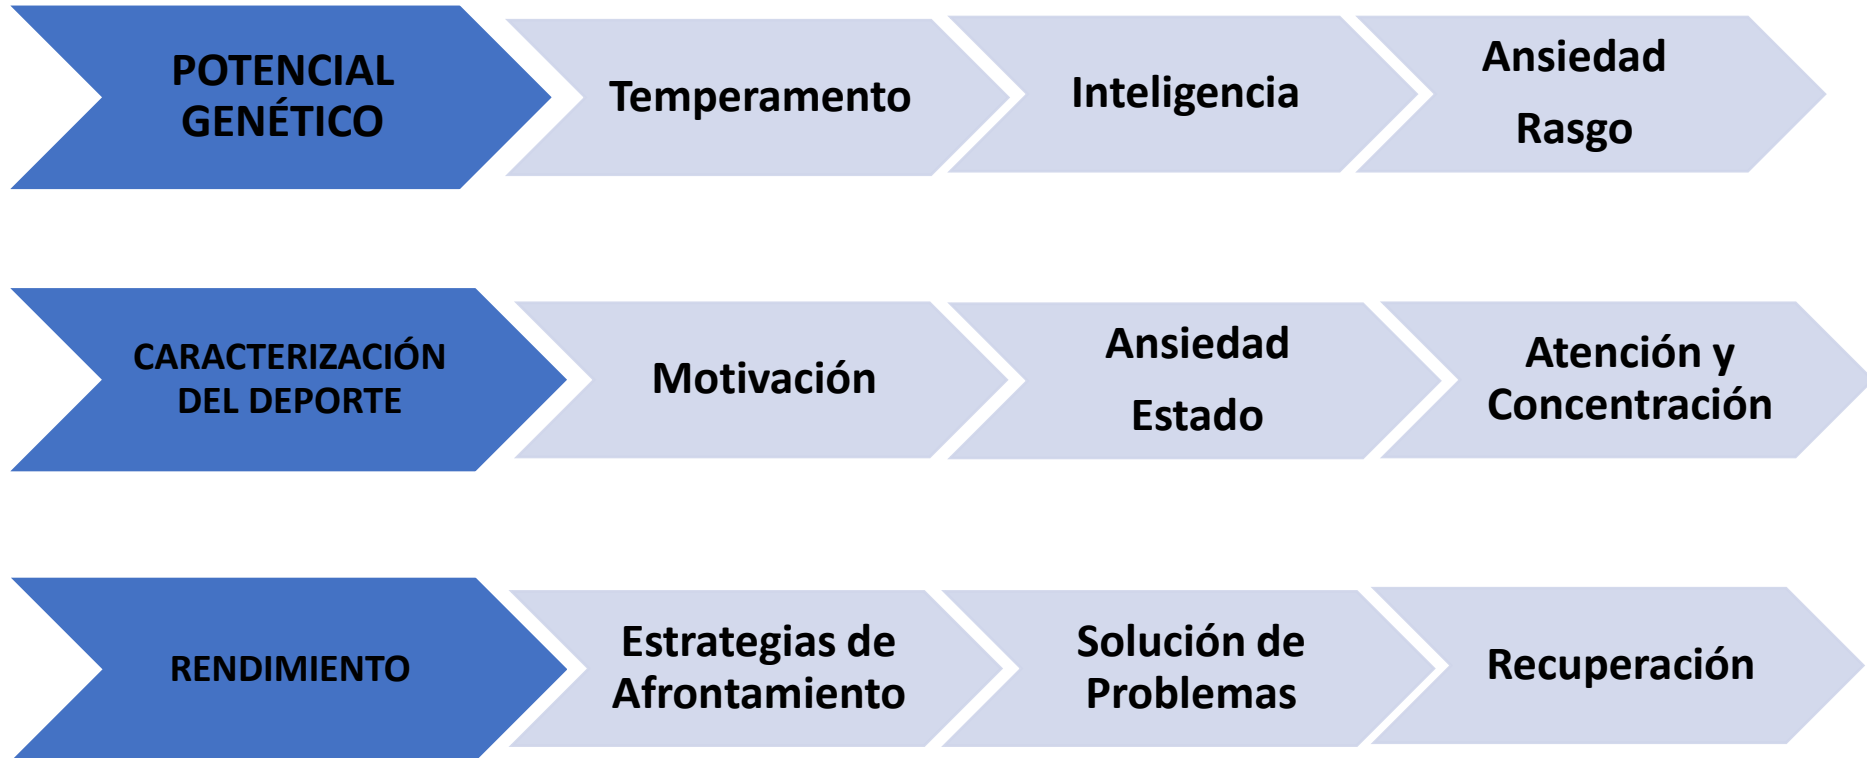 POTENCIAL
GENÉTICO
Temperamento
Inteligencia
Ansiedad
Rasgo
CARACTERIZACIÓN
DEL DEPORTE
Motivación
Ansiedad
Estado
Atención y
Concentración
RENDIMIENTO
Estrategias de
Afrontamiento
Solución de
Problemas
Recuperación